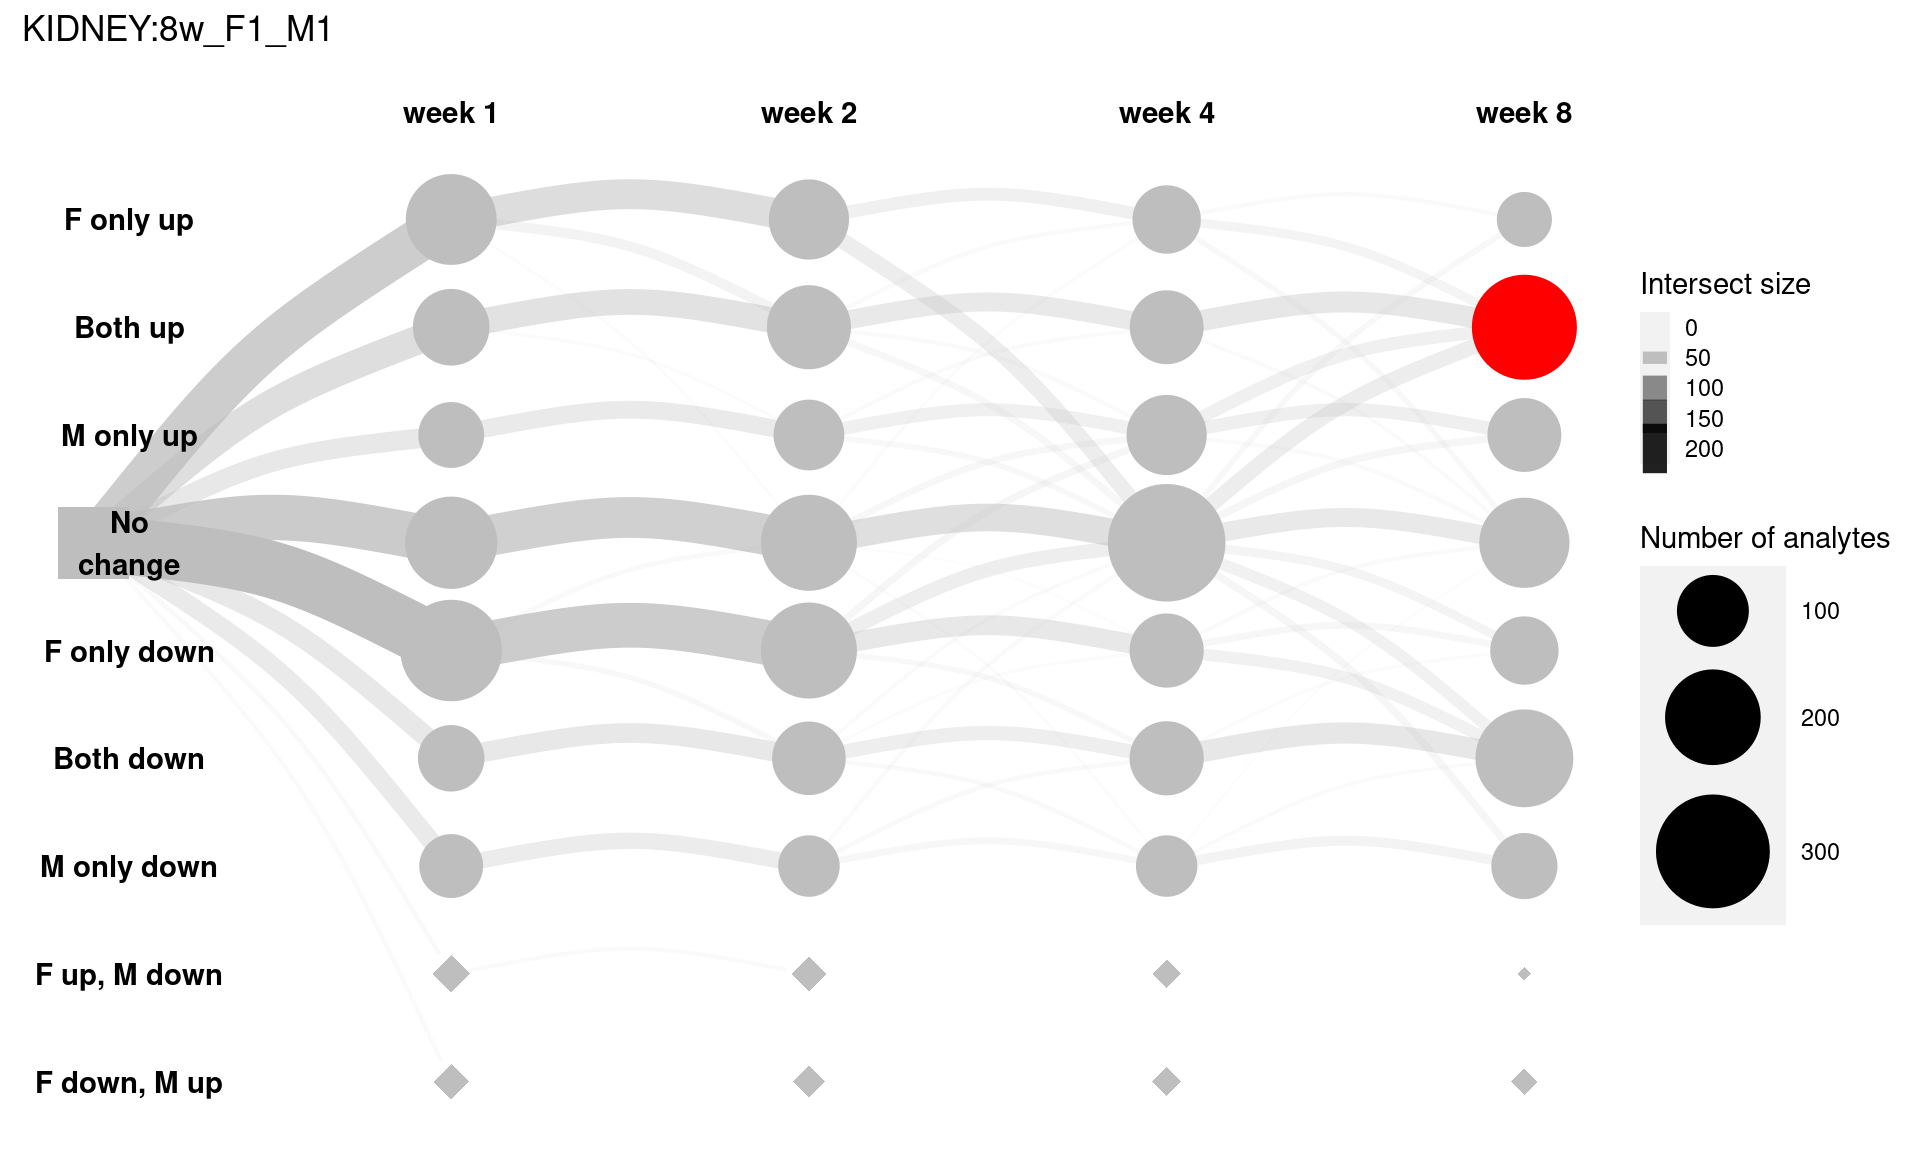 KIDNEY:8w_F1_M1
week 1
week 2
week 4
week 8
F only up
Both up
M only up
No
change
F only down
Both down
M only down
F up, M down
F down, M up
Intersect size
0
50
100
150
200
Number of analytes
100
200
300